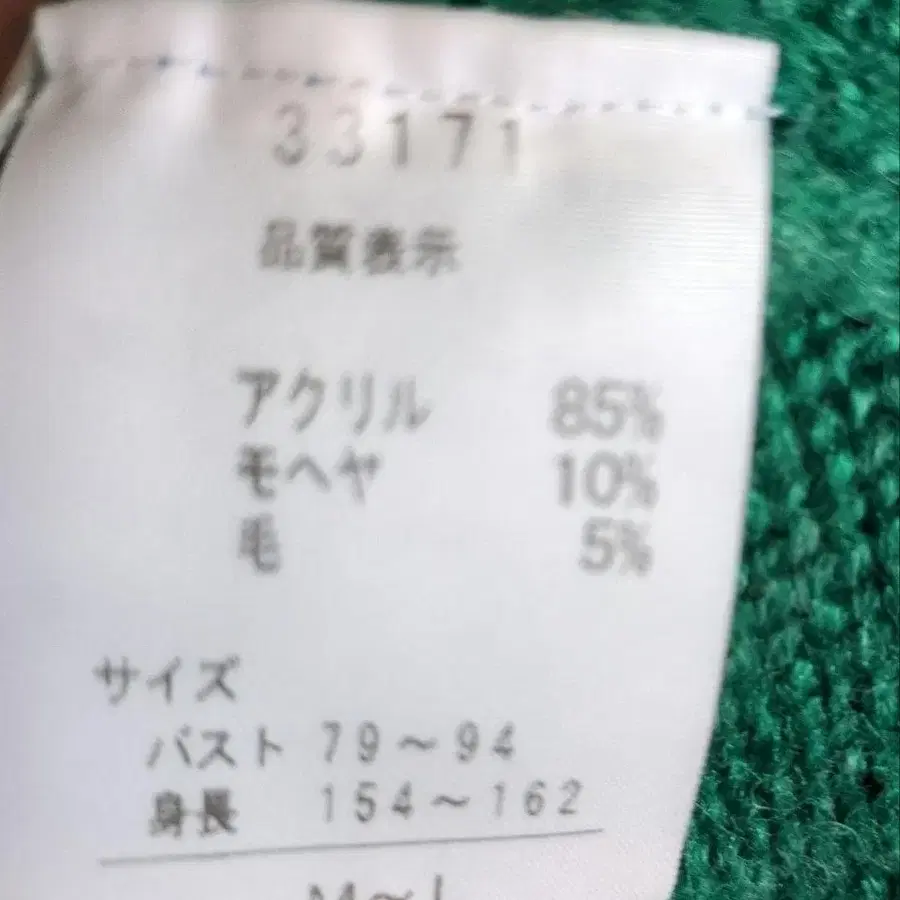 33171
品質表示
アクリル 85%
モヘヤ 10%
毛 5%
サイズ
バスト 79~94
身長 154~162
M~L